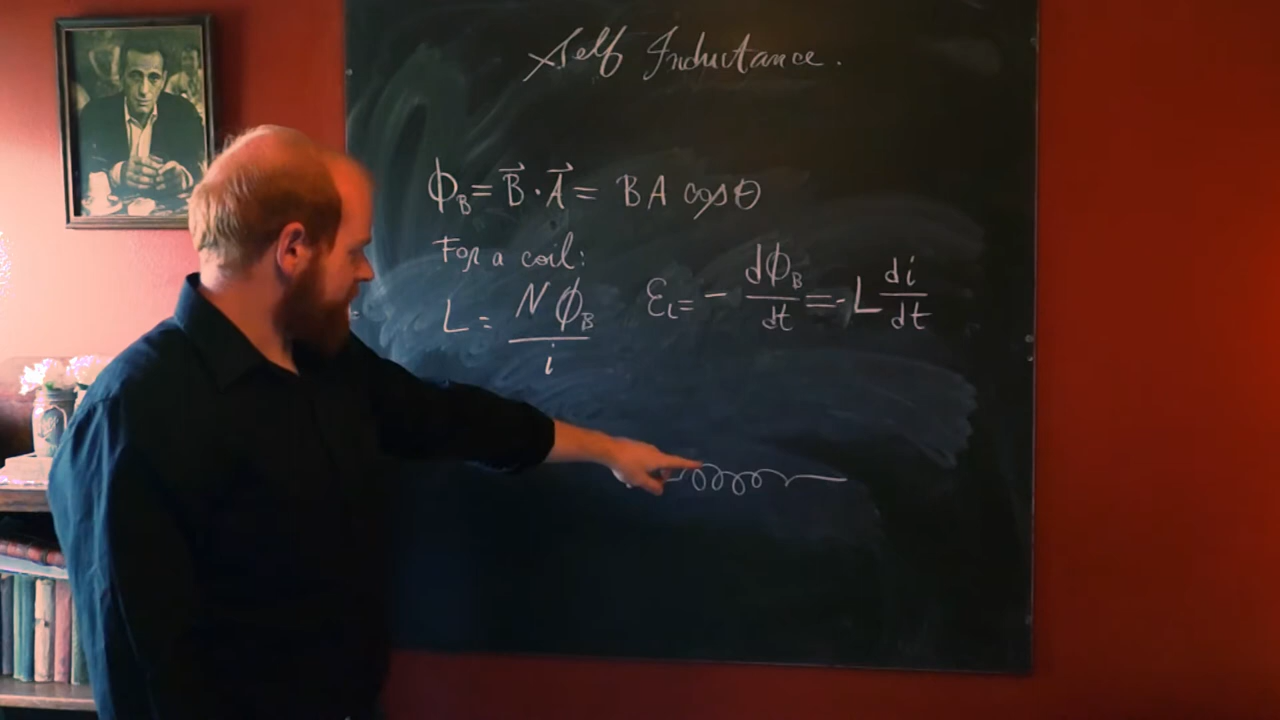 Self Inductance.
ϕ_B = B⃗ · A⃗ = BA cosθ
For a coil:
L = Nϕ_B / i
ε_L = - dϕ_B/dt = -L di/dt